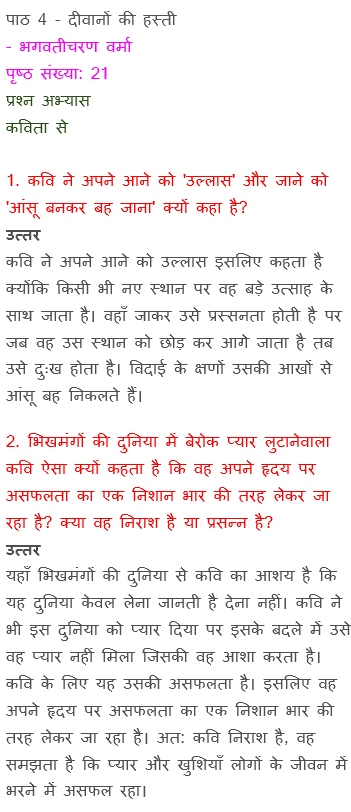 पाठ 4 - दीवानों की हस्ती
- भगवतीचरण वर्मा
पृष्ठ संख्या: 21
प्रश्न अभ्यास
कविता से
1. कवि ने अपने आने को 'उल्लास' और जाने को
'आंसू बनकर बह जाना' क्यों कहा है?
उत्तर
कवि ने अपने आने को उल्लास इसलिए कहता है
क्योंकि किसी भी नए स्थान पर वह बड़े उत्साह के
साथ जाता है। वहाँ जाकर उसे प्रस्सनता होती है पर
जब वह उस स्थान को छोड़ कर आगे जाता है तब
उसे दुःख होता है। विदाई के क्षणों उसकी आखों से
आंसू बह निकलते हैं।
2. भिखमंगों की दुनिया में बेरोक प्यार लुटानेवाला
कवि ऐसा क्यों कहता है कि वह अपने हृदय पर
असफलता का एक निशान भार की तरह लेकर जा
रहा है? क्या वह निराश है या प्रसन्न है?
उत्तर
यहाँ भिखमंगों की दुनिया से कवि का आशय है कि
यह दुनिया केवल लेना जानती है देना नहीं। कवि ने
भी इस दुनिया को प्यार दिया पर इसके बदले में उसे
वह प्यार नहीं मिला जिसकी वह आशा करता है।
कवि के लिए यह उसकी असफलता है। इसलिए वह
अपने हृदय पर असफलता का एक निशान भार की
तरह लेकर जा रहा है। अत: कवि निराश है, वह
समझता है कि प्यार और खुशियाँ लोगों के जीवन में
भरने में असफल रहा।